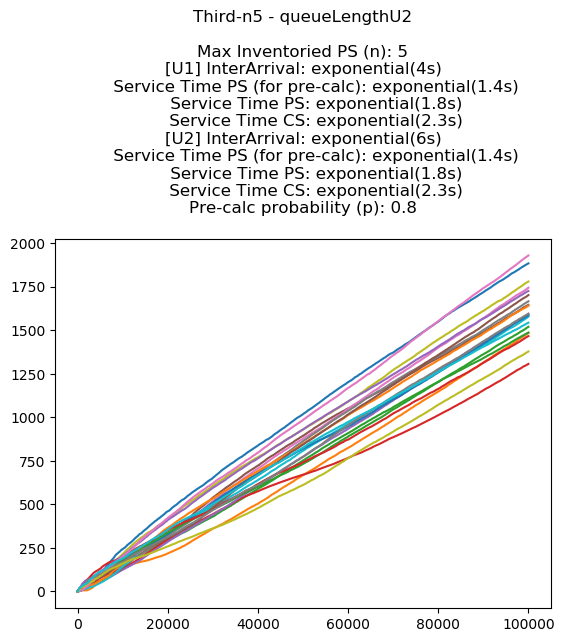 Third-n5 - queueLengthU2
Max Inventoried PS (n): 5
[U1] InterArrival: exponential(4s)
Service Time PS (for pre-calc): exponential(1.4s)
Service Time PS: exponential(1.8s)
Service Time CS: exponential(2.3s)
[U2] InterArrival: exponential(6s)
Service Time PS (for pre-calc): exponential(1.4s)
Service Time PS: exponential(1.8s)
Service Time CS: exponential(2.3s)
Pre-calc probability (p): 0.8
2000
1750
1500
1250
1000
750
500
250
0
0 20000 40000 60000 80000 100000